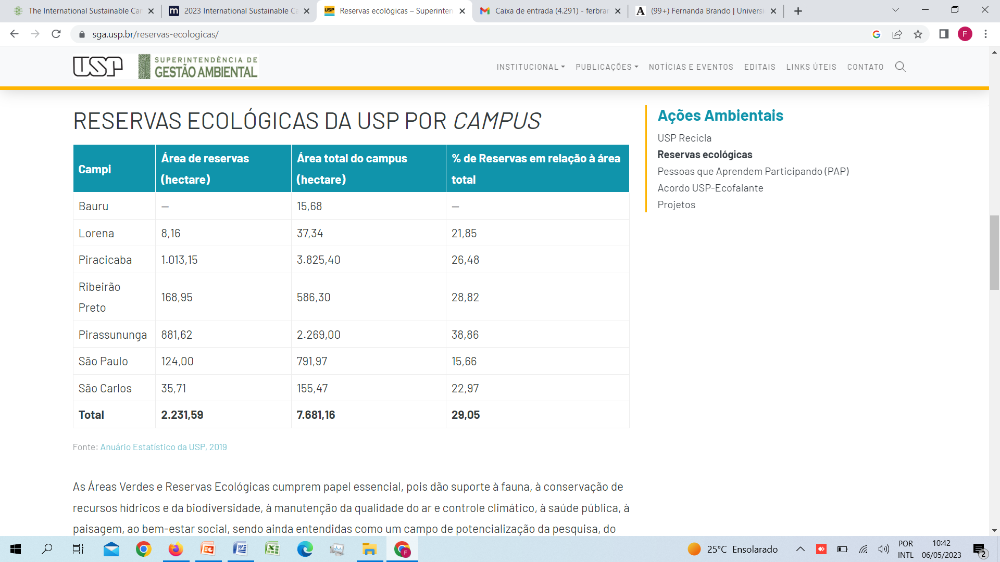 The International Sustainable Ca
2023 International Sustainable C
Reservas ecológicas – Superinten
Caixa de entrada (4.291) - ferbran
(99+) Fernanda Brando | Universi
sga.usp.br/reservas-ecologicas/
F
USP
SUPERINTENDÊNCIA DE
GESTÃO AMBIENTAL
INSTITUCIONAL PUBLICAÇÕES NOTÍCIAS E EVENTOS EDITAIS LINKS ÚTEIS CONTATO
RESERVAS ECOLÓGICAS DA USP POR CAMPUS
Campi Área de reservas (hectare) Área total do campus (hectare) % de Reservas em relação à área total
Bauru — 15,68 —
Lorena 8,16 37,34 21,85
Piracicaba 1.013,15 3.825,40 26,48
Ribeirão Preto 168,95 586,30 28,82
Pirassununga 881,62 2.269,00 38,86
São Paulo 124,00 791,97 15,66
São Carlos 35,71 155,47 22,97
Total 2.231,59 7.681,16 29,05
Fonte: Anuário Estatístico da USP, 2019
As Áreas Verdes e Reservas Ecológicas cumprem papel essencial, pois dão suporte à fauna, à conservação de
recursos hídricos e da biodiversidade, à manutenção da qualidade do ar e controle climático, à saúde pública, à
paisagem, ao bem-estar social, sendo ainda entendidas como um campo de potencialização da pesquisa, do
Ações Ambientais
USP Recicla
Reservas ecológicas
Pessoas que Aprendem Participando (PAP)
Acordo USP-Ecofalante
Projetos
25°C Ensolarado
POR
INTL
10:42
06/05/2023
2